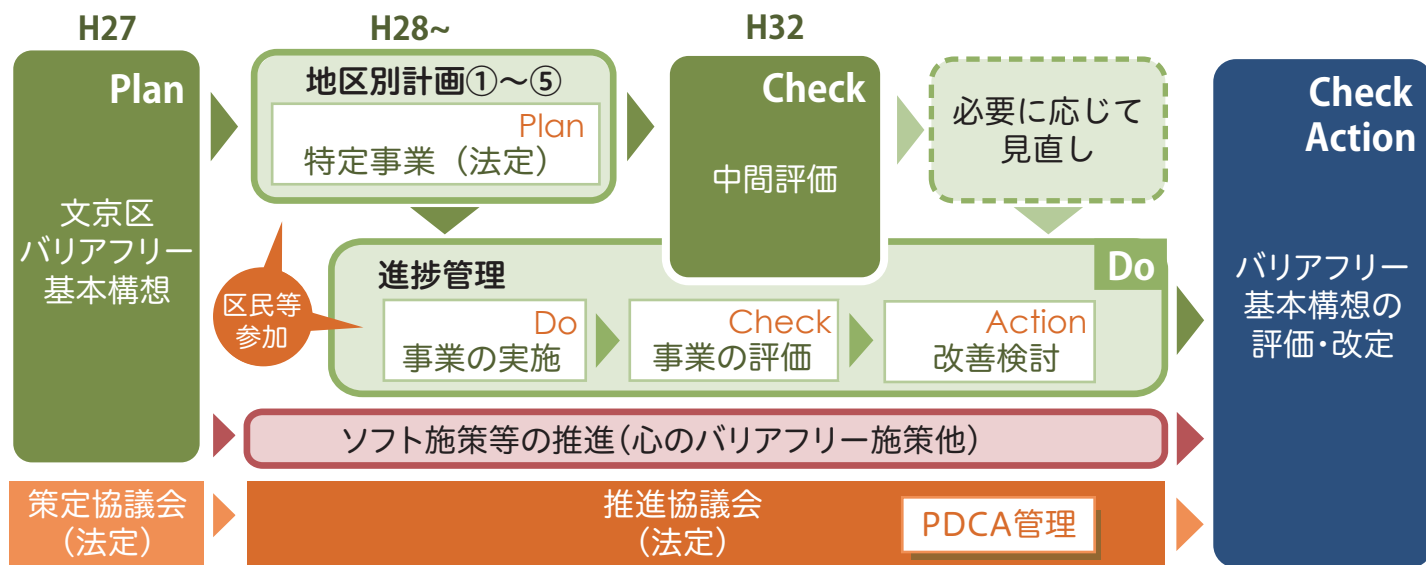 H27
H28~
H32
Plan
文京区
バリアフリー
基本構想
地区別計画①～⑤
Plan
特定事業（法定）
Check
中間評価
必要に応じて
見直し
Check
Action
バリアフリー
基本構想の
評価・改定
区民等
参加
進捗管理
Do
Do
事業の実施
Check
事業の評価
Action
改善検討
ソフト施策等の推進（心のバリアフリー施策他）
策定協議会
（法定）
推進協議会
（法定）
PDCA管理